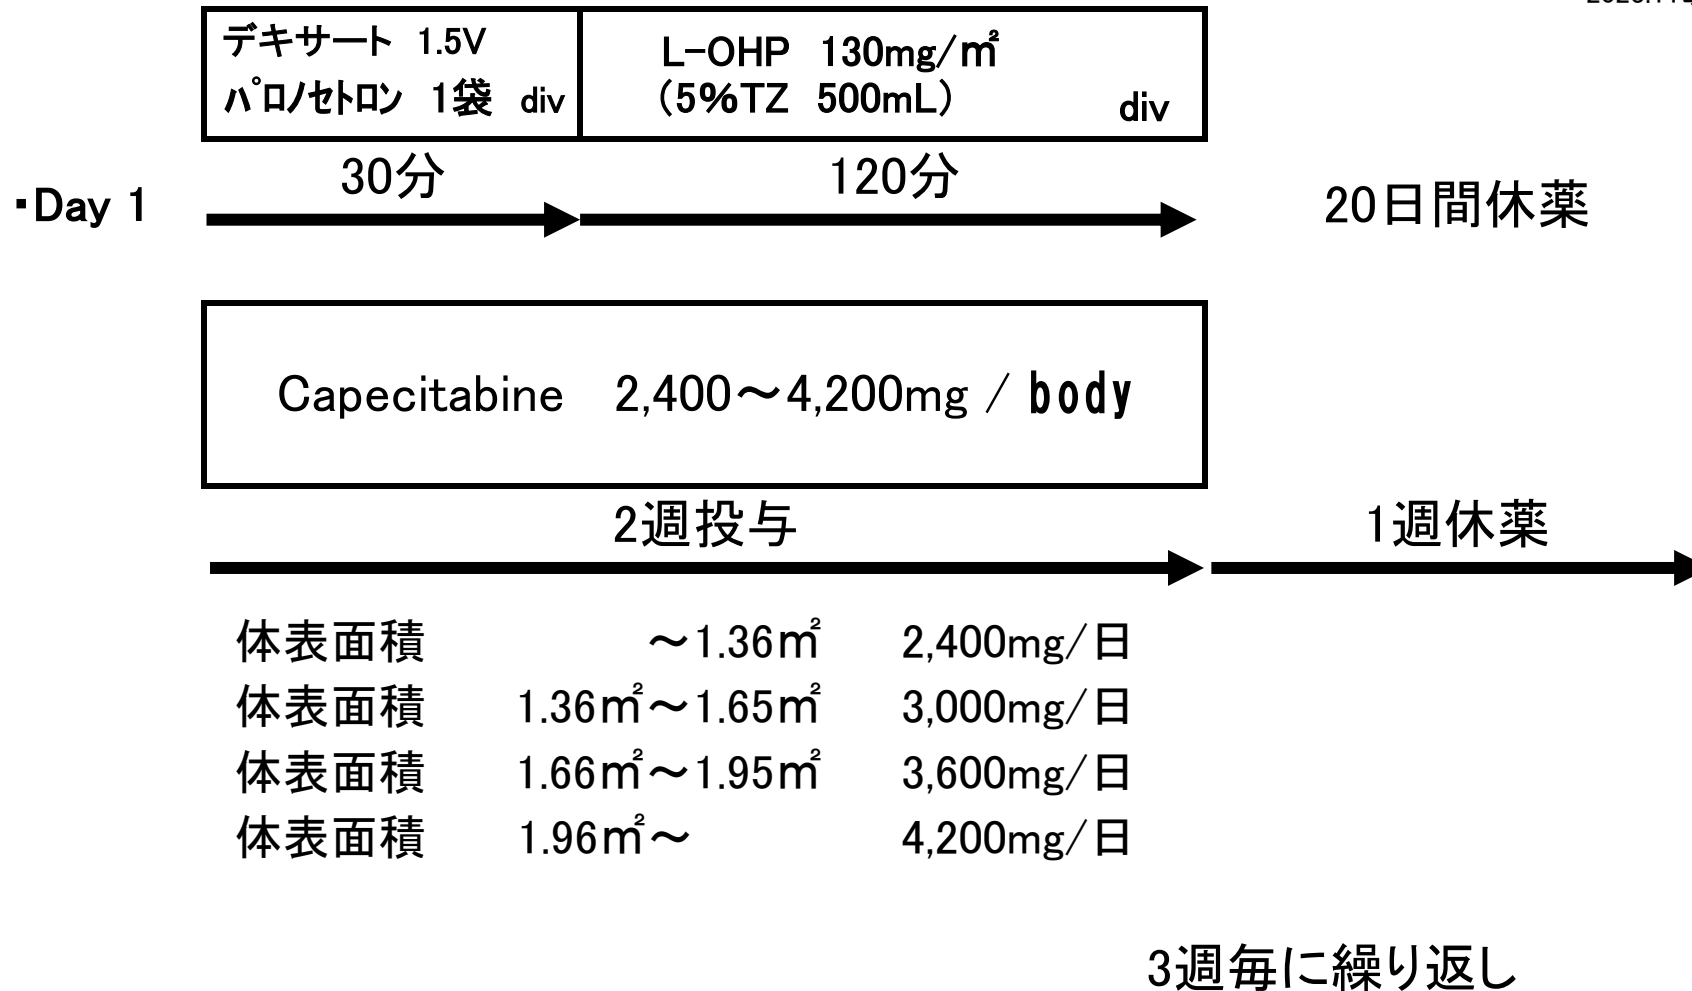 デキサート 1.5V
パロノセトロン 1袋 div
L-OHP 130mg/㎡
(5%TZ 500mL)
div
・Day 1
30分
120分
20日間休薬
Capecitabine 2,400～4,200mg / body
2週投与
1週休薬
体表面積 ～1.36㎡ 2,400mg/日
体表面積 1.36㎡～1.65㎡ 3,000mg/日
体表面積 1.66㎡～1.95㎡ 3,600mg/日
体表面積 1.96㎡～ 4,200mg/日
3週毎に繰り返し